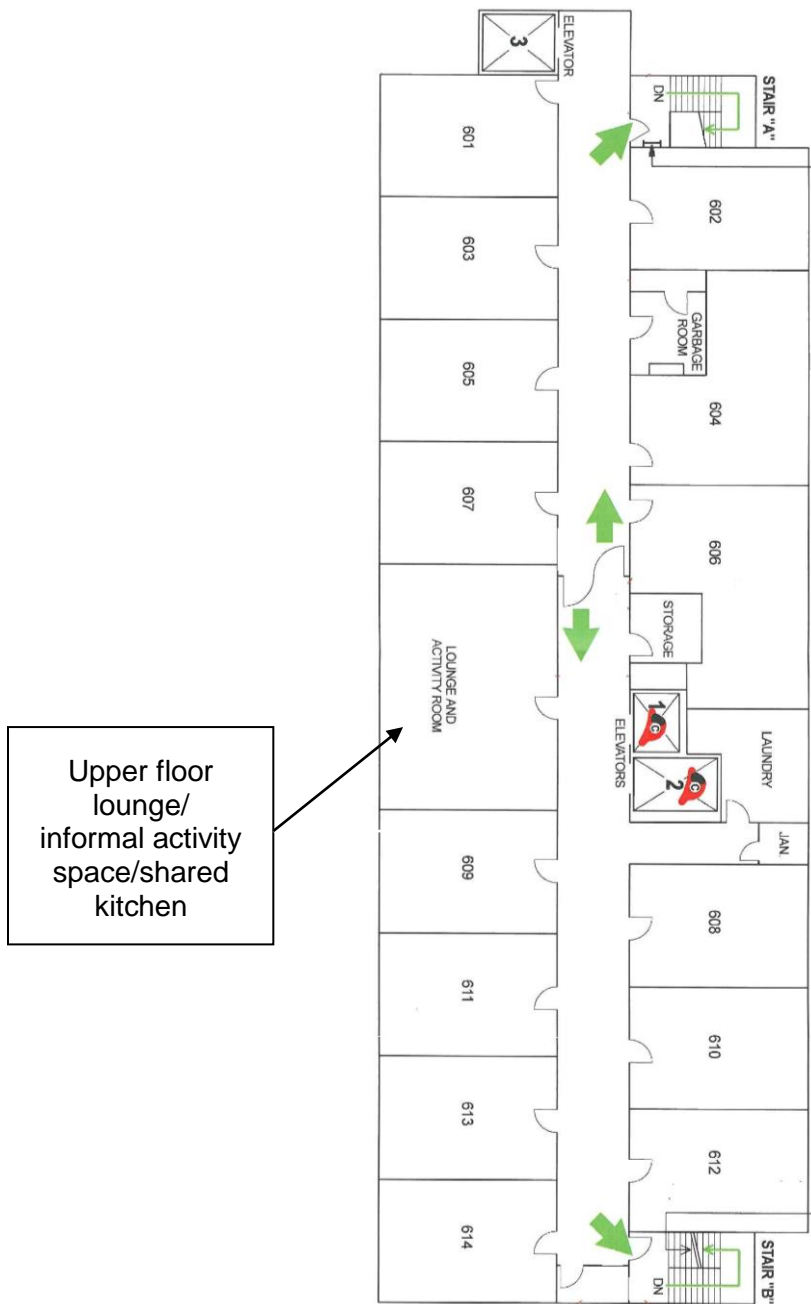 3
ELEVATOR
STAIR "A"
DN
601
602
603
GARBAGE
ROOM
605
604
607
606
STORAGE
LOUNGE AND
ACTIVITY ROOM
1
C
ELEVATORS
2
C
LAUNDRY
JAN.
Upper floor
lounge/
informal activity
space/shared
kitchen
609
608
611
610
613
612
614
STAIR "B"
DN